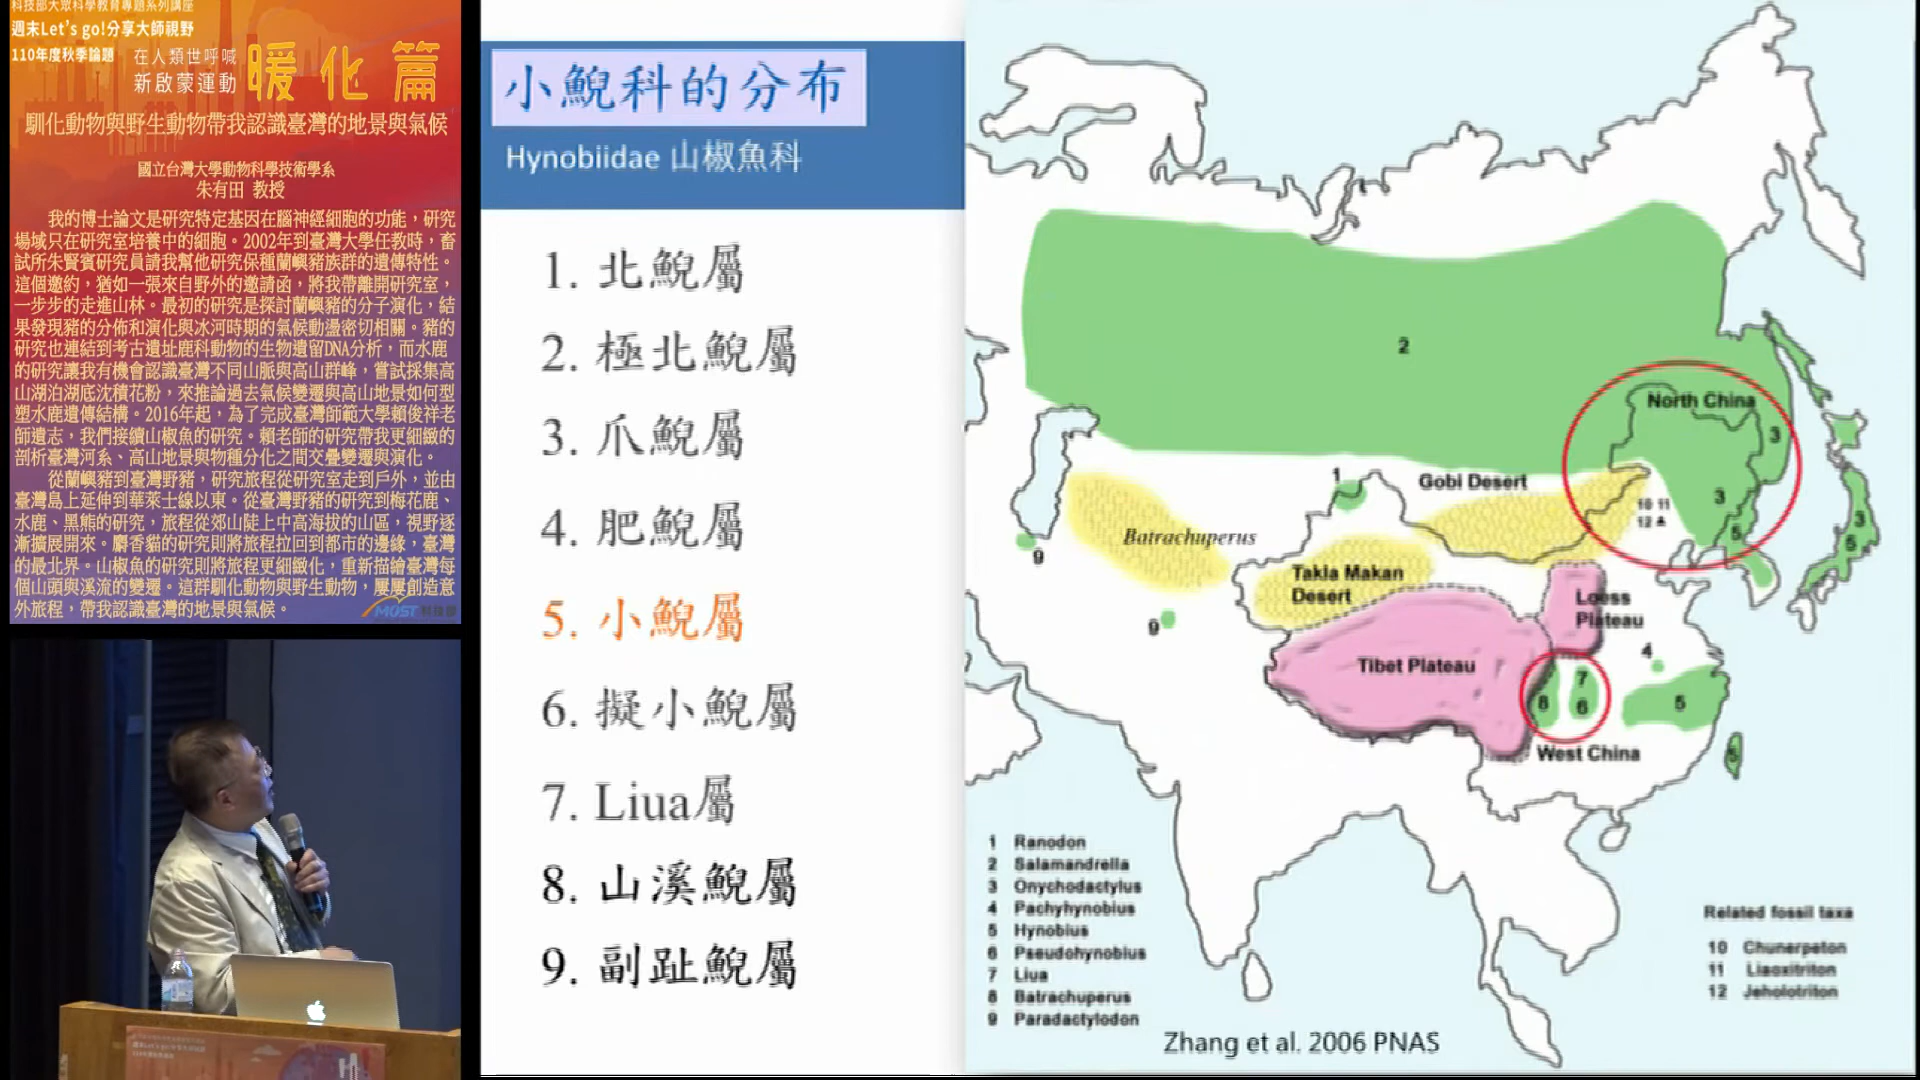 科技部大眾科學教育專題系列講座
週末Let's go!分享大師視野
110年度秋季論題
在人類世呼喊
新啟蒙運動
暖化篇
馴化動物與野生動物帶我認識臺灣的地景與氣候
國立台灣大學動物科學技術學系
朱有田 教授
我的博士論文是研究特定基因在腦神經細胞的功能，研究
場域只在研究室培養中的細胞。2002年到臺灣大學任教時，畜
試所朱賢賓研究員請我幫他研究保種蘭嶼豬族群的遺傳特性。
這個邀約，猶如一張來自野外的邀請函，將我帶離開研究室，
一步步的走進山林。最初的研究是探討蘭嶼豬的分子演化，結
果發現豬的分佈和演化與冰河時期的氣候動盪密切相關。豬的
研究也連結到考古遺址鹿科動物的生物遺留DNA分析，而水鹿
的研究讓我有機會認識臺灣不同山脈與高山群峰，嘗試採集高
山湖泊湖底沈積花粉，來推論過去氣候變遷與高山地景如何型
塑水鹿遺傳結構。2016年起，為了完成臺灣師範大學賴俊祥老
師遺志，我們接續山椒魚的研究。賴老師的研究帶我更細緻的
剖析臺灣河系、高山地景與物種分化之間交疊變遷與演化。
從蘭嶼豬到臺灣野豬，研究旅程從研究室走到戶外，並由
臺灣島上延伸到華萊士線以東。從臺灣野豬的研究到梅花鹿、
水鹿、黑熊的研究，旅程從郊山陡上中高海拔的山區，視野逐
漸擴展開來。麝香貓的研究則將旅程拉回到都市的邊緣，臺灣
的最北界。山椒魚的研究則將旅程更細緻化，重新描繪臺灣每
個山頭與溪流的變遷。這群馴化動物與野生動物，屢屢創造意
外旅程，帶我認識臺灣的地景與氣候。
MOST 科技部
小鯢科的分布
Hynobiidae 山椒魚科
1. 北鯢屬
2. 極北鯢屬
3. 爪鯢屬
4. 肥鯢屬
5. 小鯢屬
6. 擬小鯢屬
7. Liua屬
8. 山溪鯢屬
9. 副趾鯢屬
2
North China
3
3
1
Gobi Desert
10 11
12
3
5
5
Batrachuperus
9
Takla Makan
Desert
9
Loess
Plateau
Tibet Plateau
4
7
8
6
5
West China
5
1 Ranodon
2 Salamandrella
3 Onychodactylus
4 Pachyhynobius
5 Hynobius
6 Pseudohynobius
7 Liua
8 Batrachuperus
9 Paradactylodon
Related fossil taxa
10 Chunerpeton
11 Liaoxitriton
12 Jeholotriton
Zhang et al. 2006 PNAS